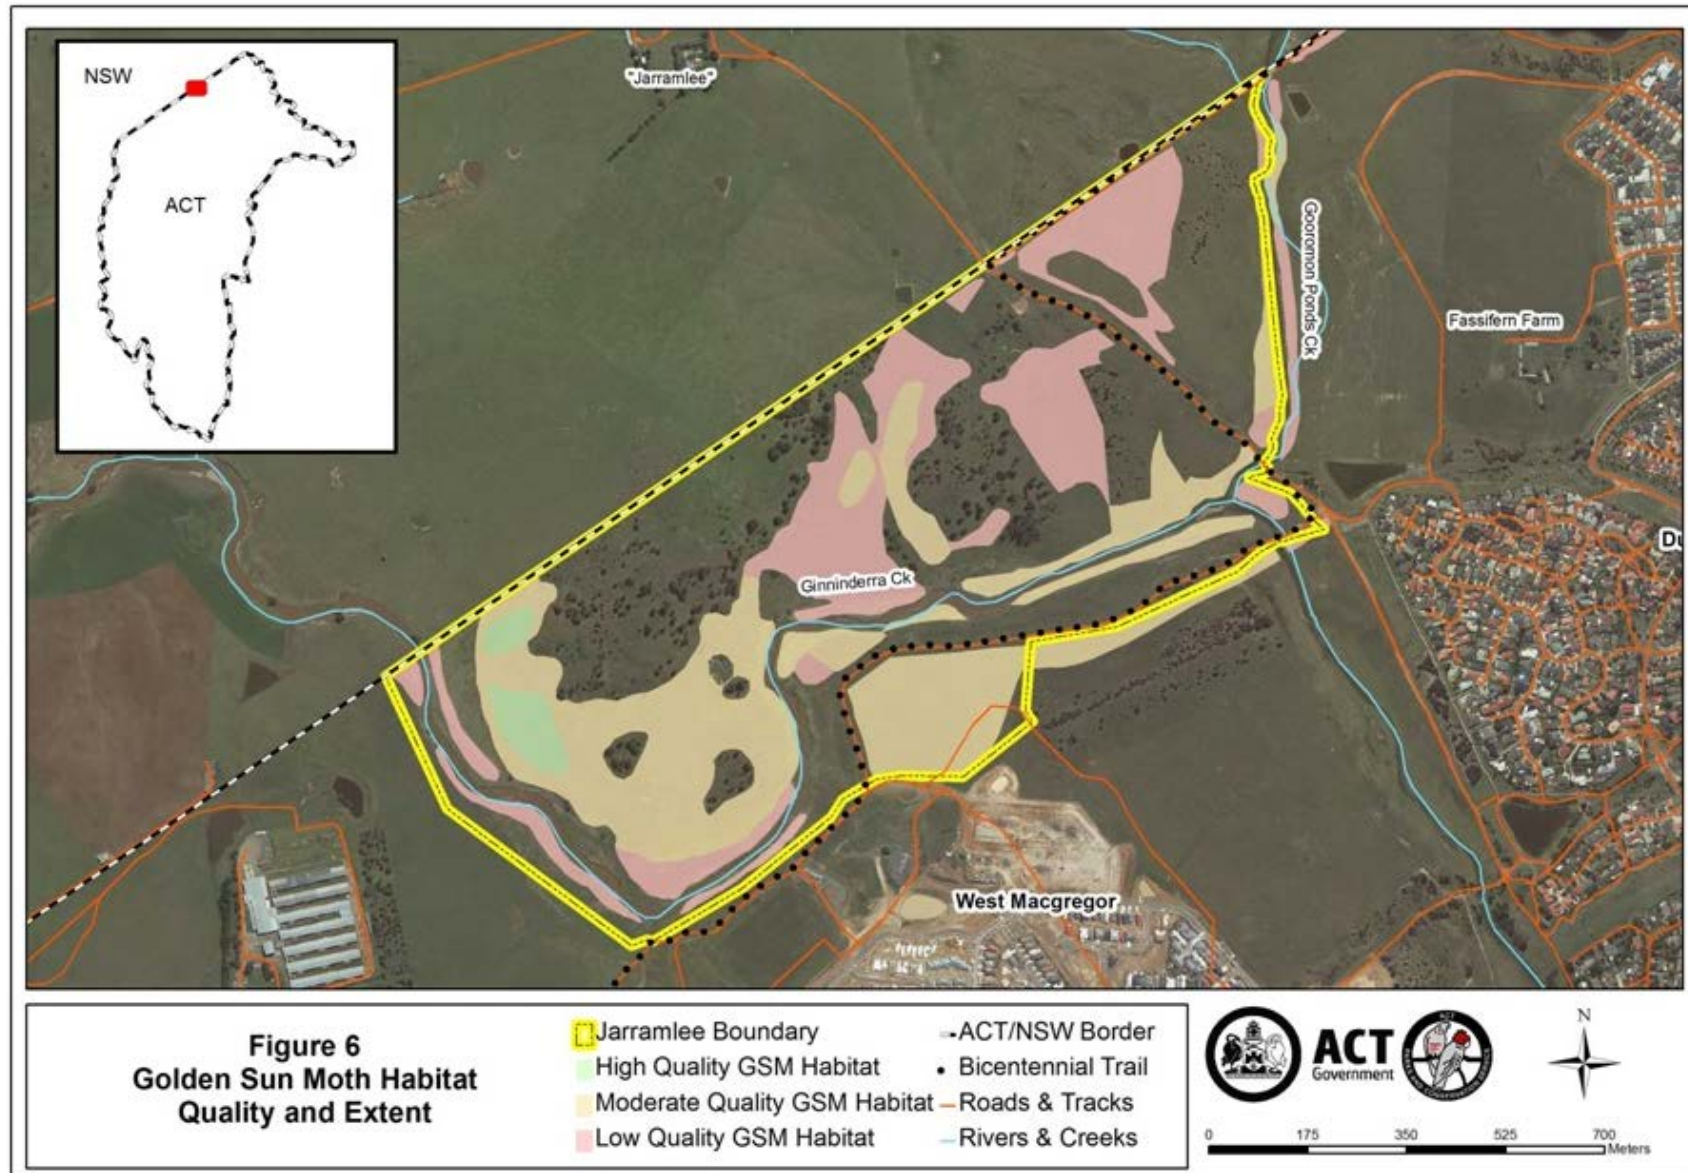 NSW
ACT
"Jarramlee"
Gooromon Ponds Ck
Fassifern Farm
Du
Ginninderra Ck
West Macgregor
Figure 6
Golden Sun Moth Habitat
Quality and Extent
Jarramlee Boundary
High Quality GSM Habitat
Moderate Quality GSM Habitat
Low Quality GSM Habitat
ACT/NSW Border
Bicentennial Trail
Roads & Tracks
Rivers & Creeks
ACT
Government
ACT
N
0 175 350 525 700
Meters